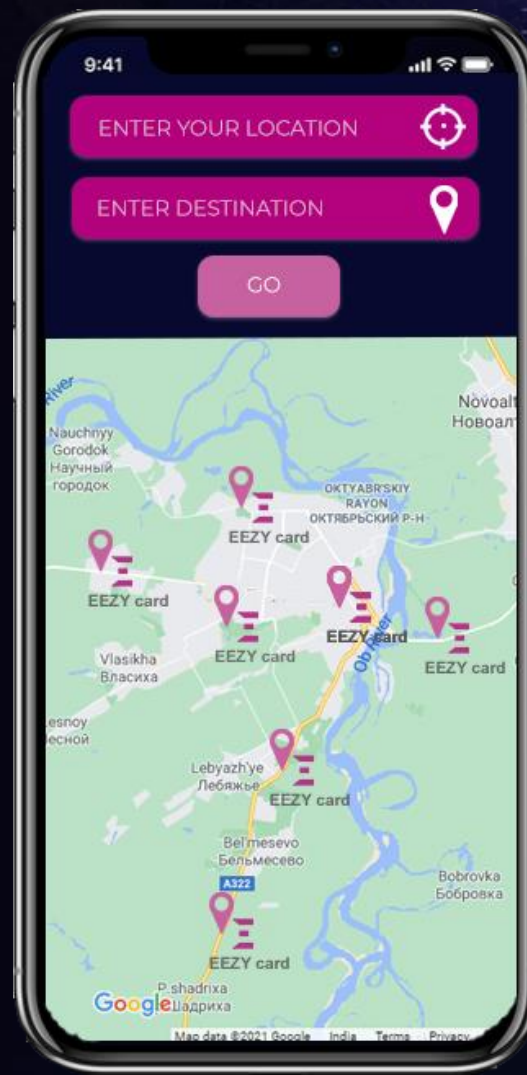 9:41
ENTER YOUR LOCATION
ENTER DESTINATION
GO
River
Novoalt
Новоалт
Nauchnyy
Gorodok
Научный
городок
OKTYABR'SKIY
RAYON
ОКТЯБРЬСКИЙ Р-Н
EEZY card
EEZY card
EEZY card
EEZY card
EEZY card
Ob River
Vlasikha
Власиха
esnoy
есной
Lebyazh'ye
Лебяжье
EEZY card
Bel'mesevo
Бельмесево
A322
Bobrovka
Бобровка
EEZY card
P shadrixa
Шадриха
Google
Map data ©2021 Google India Terms Privacy